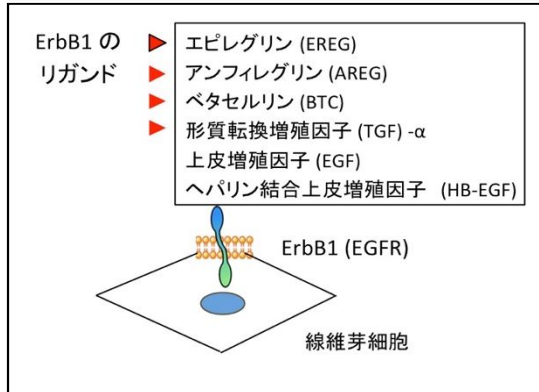 ErbB1 の
リガンド
エピレグリン (EREG)
アンフィレグリン (AREG)
ベタセルリン (BTC)
形質転換増殖因子 (TGF) -α
上皮増殖因子 (EGF)
ヘパリン結合上皮増殖因子 (HB-EGF)
ErbB1 (EGFR)
線維芽細胞